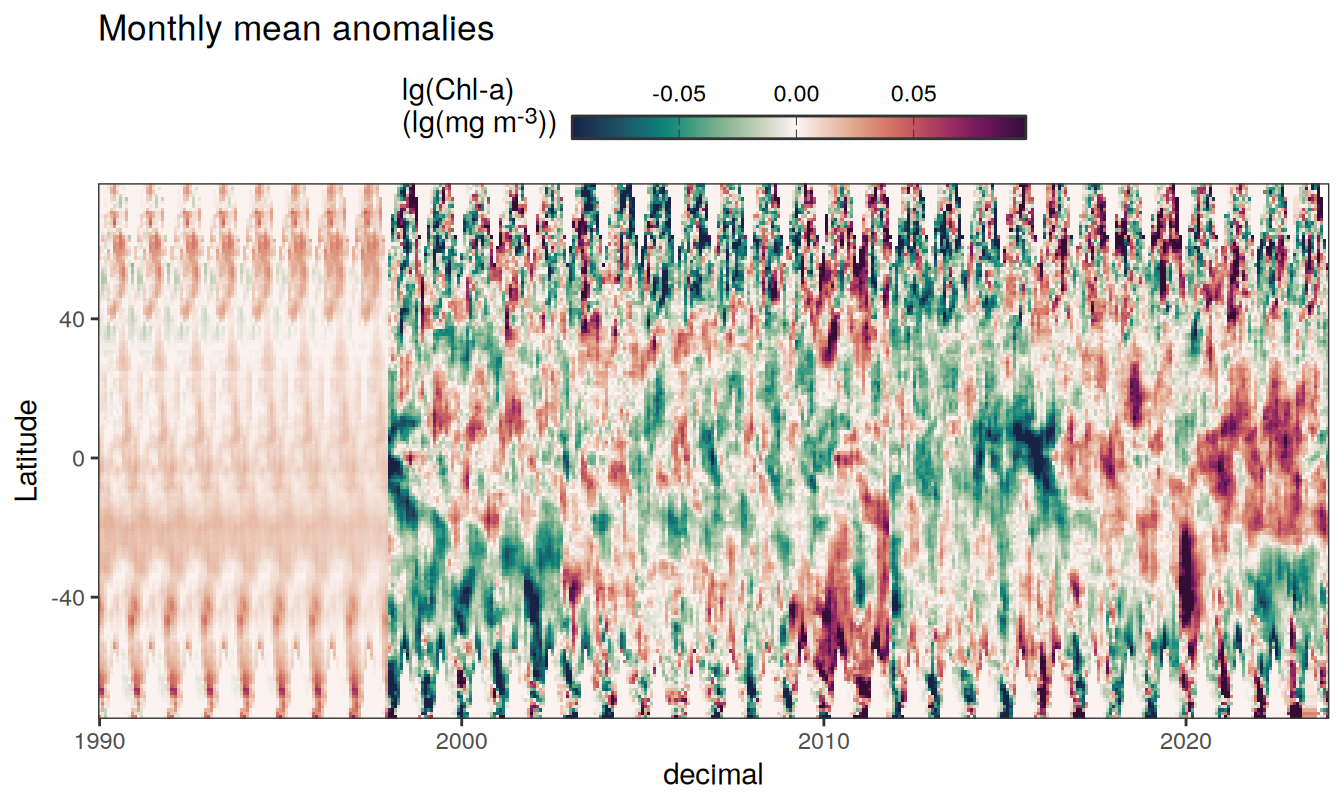 Monthly mean anomalies
lg(Chl-a)
(lg(mg m⁻³))
-0.05 0.00 0.05
Latitude
40
0
-40
1990 2000 2010 2020
decimal